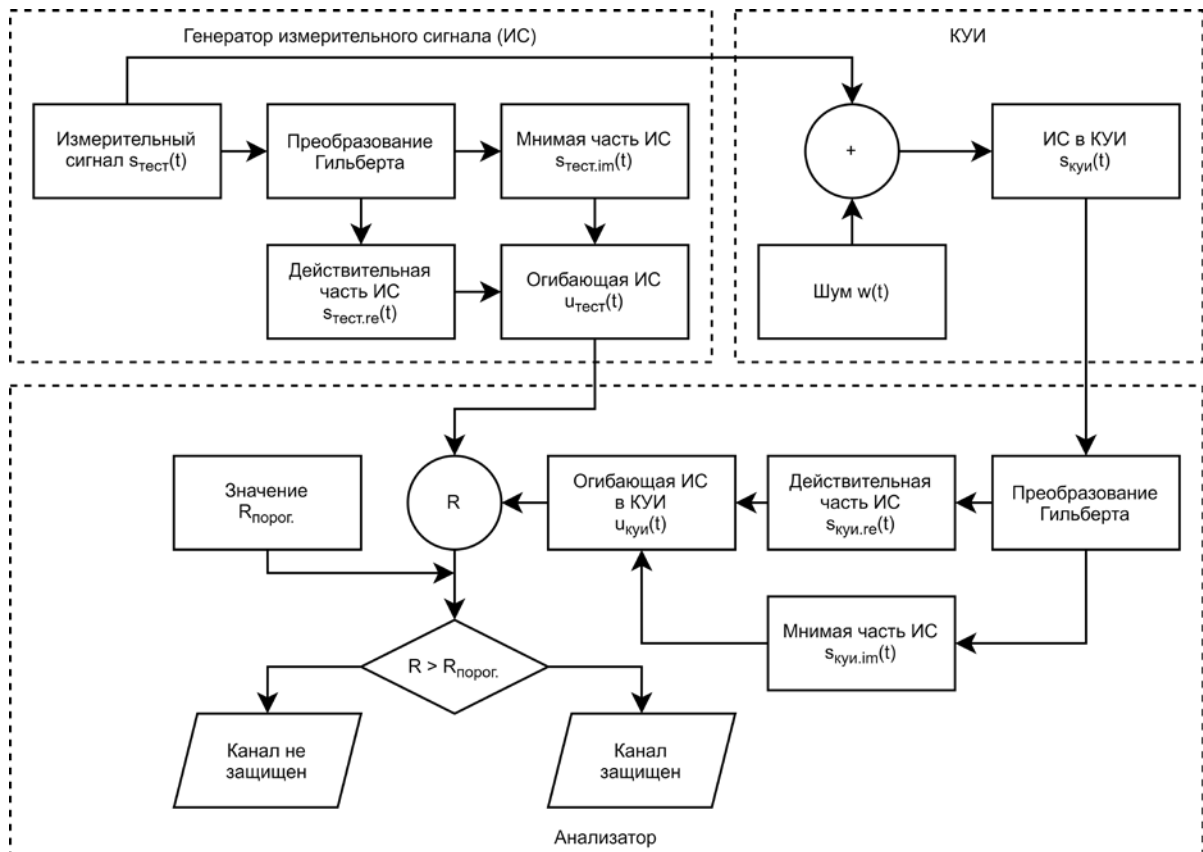 Генератор измерительного сигнала (ИС)
КУИ
Измерительный
сигнал sтест(t)
Преобразование
Гильберта
Мнимая часть ИС
sтест.im(t)
+
ИС в КУИ
sкуи(t)
Действительная
часть ИС
sтест.re(t)
Огибающая ИС
uтест(t)
Шум w(t)
Значение
Rпорог.
R
Огибающая ИС
в КУИ
uкуи(t)
Действительная
часть ИС
sкуи.re(t)
Преобразование
Гильберта
Мнимая часть ИС
sкуи.im(t)
R > Rпорог.
Канал не
защищен
Канал
защищен
Анализатор